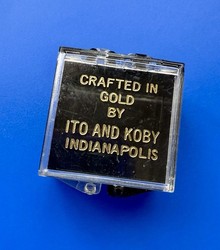 CRAFTED IN
GOLD
BY
ITO AND KOBY
INDIANAPOLIS